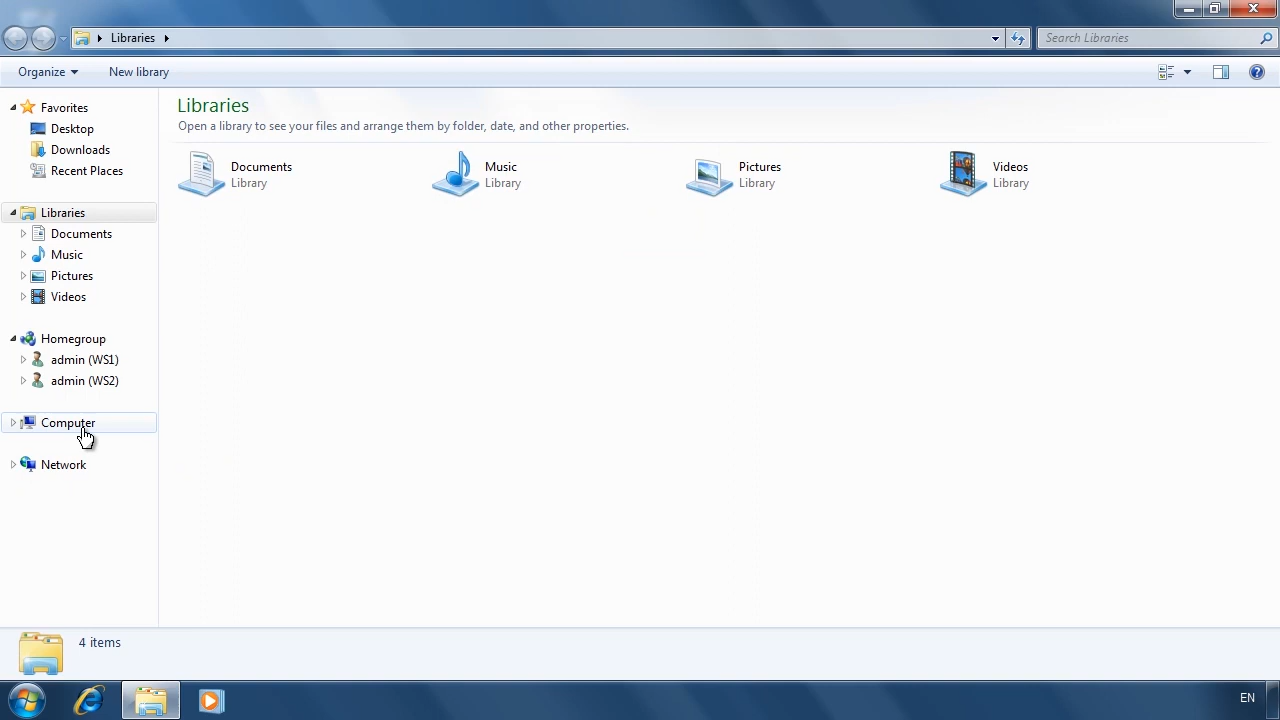 Libraries
Search Libraries
Organize
New library
Favorites
Desktop
Downloads
Recent Places
Libraries
Documents
Music
Pictures
Videos
Homegroup
admin (WS1)
admin (WS2)
Computer
Network
Libraries
Open a library to see your files and arrange them by folder, date, and other properties.
Documents
Library
Music
Library
Pictures
Library
Videos
Library
4 items
EN